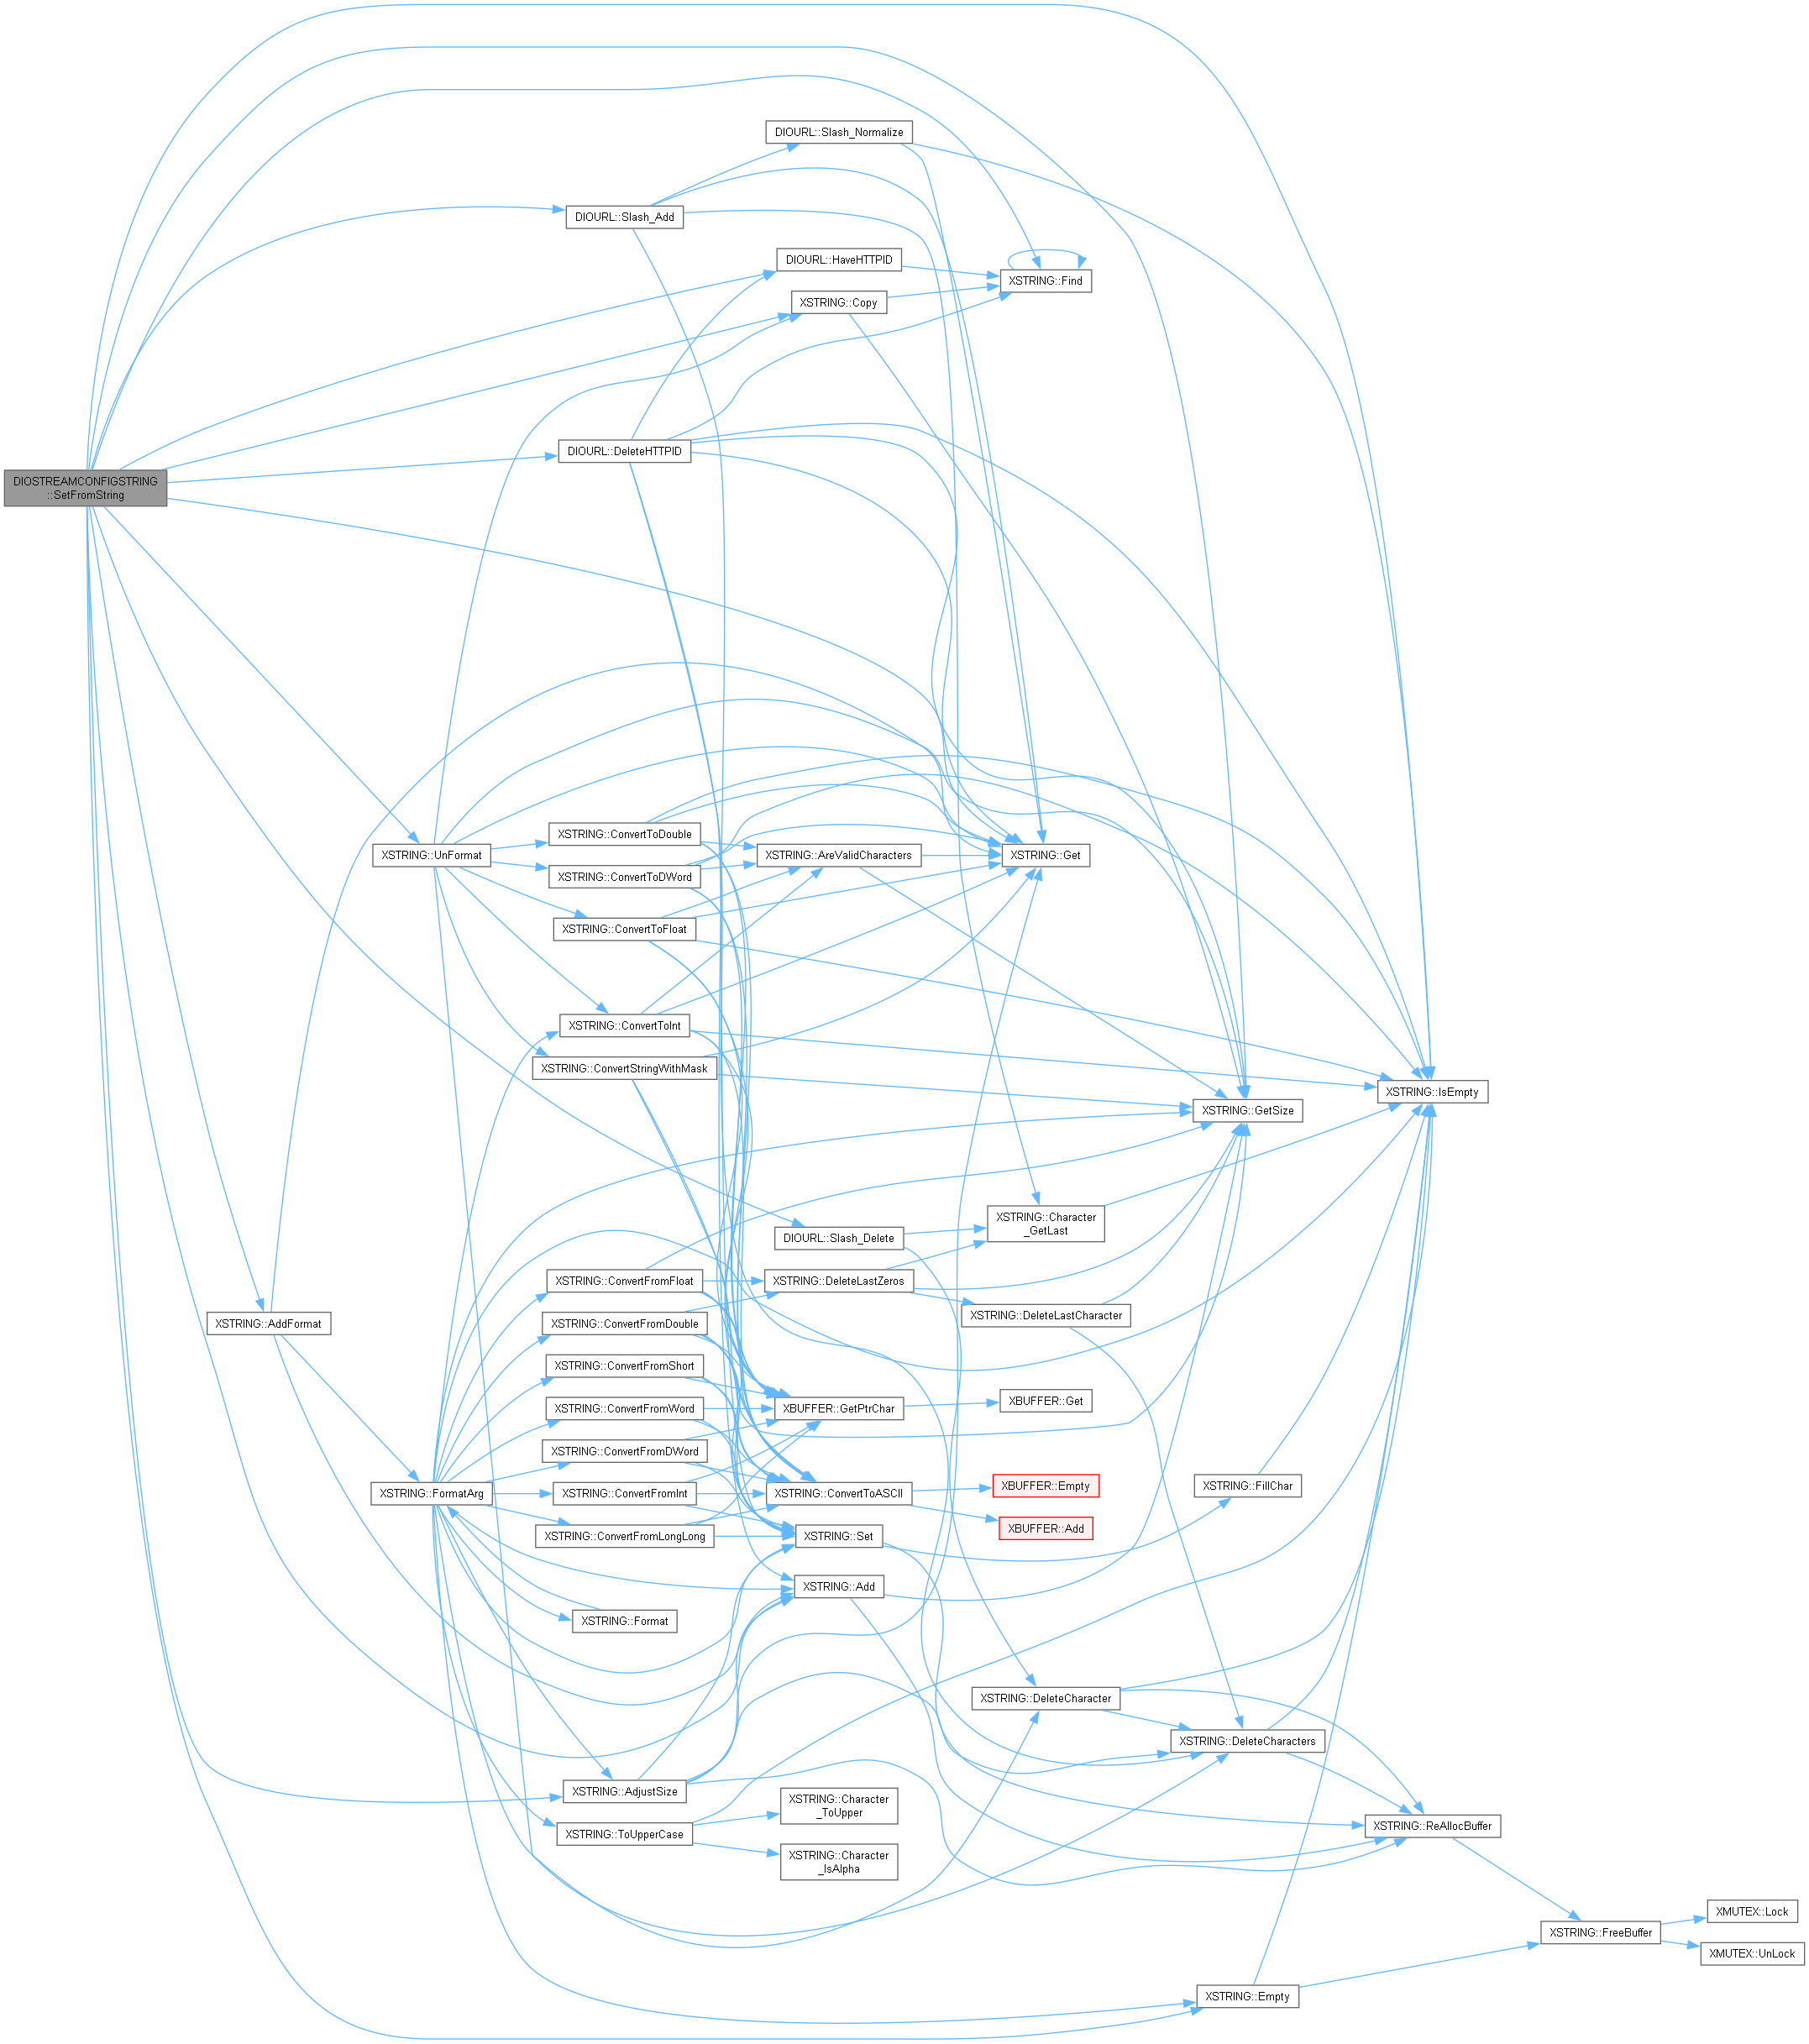 DIOURL::Slash_Normalize
DIOURL::Slash_Add
DIOURL::HaveHTTPID
XSTRING::Find
XSTRING::Copy
DIOURL::DeleteHTTPID
DIOSTREAMCONFIGSTRING
::SetFromString
XSTRING::ConvertToDouble
XSTRING::UnFormat
XSTRING::AreValidCharacters
XSTRING::Get
XSTRING::ConvertToDWord
XSTRING::ConvertToFloat
XSTRING::ConvertToInt
XSTRING::ConvertStringWithMask
XSTRING::IsEmpty
XSTRING::GetSize
XSTRING::Character
_GetLast
DIOURL::Slash_Delete
XSTRING::ConvertFromFloat
XSTRING::DeleteLastZeros
XSTRING::DeleteLastCharacter
XSTRING::AddFormat
XSTRING::ConvertFromDouble
XSTRING::ConvertFromShort
XBUFFER::Get
XSTRING::ConvertFromWord
XBUFFER::GetPtrChar
XSTRING::ConvertFromDWord
XBUFFER::Empty
XSTRING::FillChar
XSTRING::FormatArg
XSTRING::ConvertFromInt
XSTRING::ConvertToASCII
XBUFFER::Add
XSTRING::ConvertFromLongLong
XSTRING::Set
XSTRING::Add
XSTRING::Format
XSTRING::DeleteCharacter
XSTRING::DeleteCharacters
XSTRING::AdjustSize
XSTRING::Character
_ToUpper
XSTRING::ReAllocBuffer
XSTRING::ToUpperCase
XSTRING::Character
_IsAlpha
XMUTEX::Lock
XSTRING::FreeBuffer
XMUTEX::UnLock
XSTRING::Empty